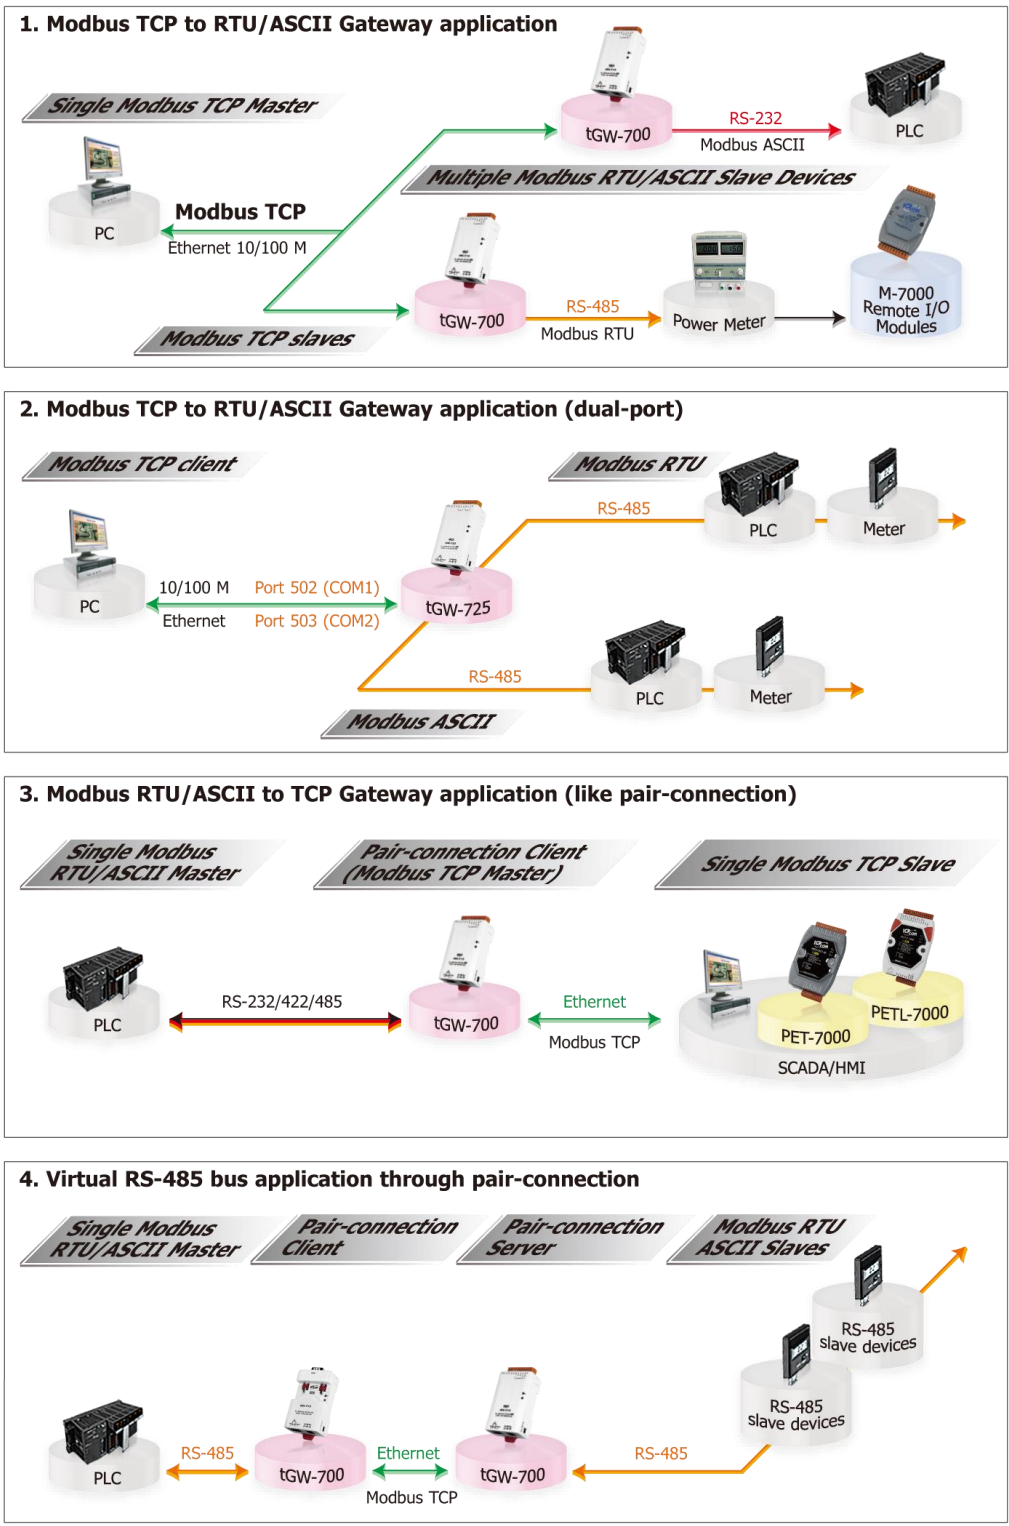 1. Modbus TCP to RTU/ASCII Gateway application
Single Modbus TCP Master
tGW-700
RS-232
Modbus ASCII
PLC
Multiple Modbus RTU/ASCII Slave Devices
PC
Modbus TCP
Ethernet 10/100 M
tGW-700
RS-485
Modbus RTU
Power Meter
M-7000
Remote I/O
Modules
Modbus TCP slaves
2. Modbus TCP to RTU/ASCII Gateway application (dual-port)
Modbus TCP client
Modbus RTU
RS-485
PLC
Meter
PC
10/100 M
Port 502 (COM1)
Ethernet
Port 503 (COM2)
tGW-725
RS-485
PLC
Meter
Modbus ASCII
3. Modbus RTU/ASCII to TCP Gateway application (like pair-connection)
Single Modbus
RTU/ASCII Master
Pair-connection Client
(Modbus TCP Master)
Single Modbus TCP Slave
PLC
RS-232/422/485
tGW-700
Ethernet
Modbus TCP
PET-7000
PETL-7000
SCADA/HMI
4. Virtual RS-485 bus application through pair-connection
Single Modbus
RTU/ASCII Master
Pair-connection
Client
Pair-connection
Server
Modbus RTU
ASCII Slaves
RS-485
slave devices
RS-485
slave devices
PLC
RS-485
tGW-700
Ethernet
Modbus TCP
tGW-700
RS-485